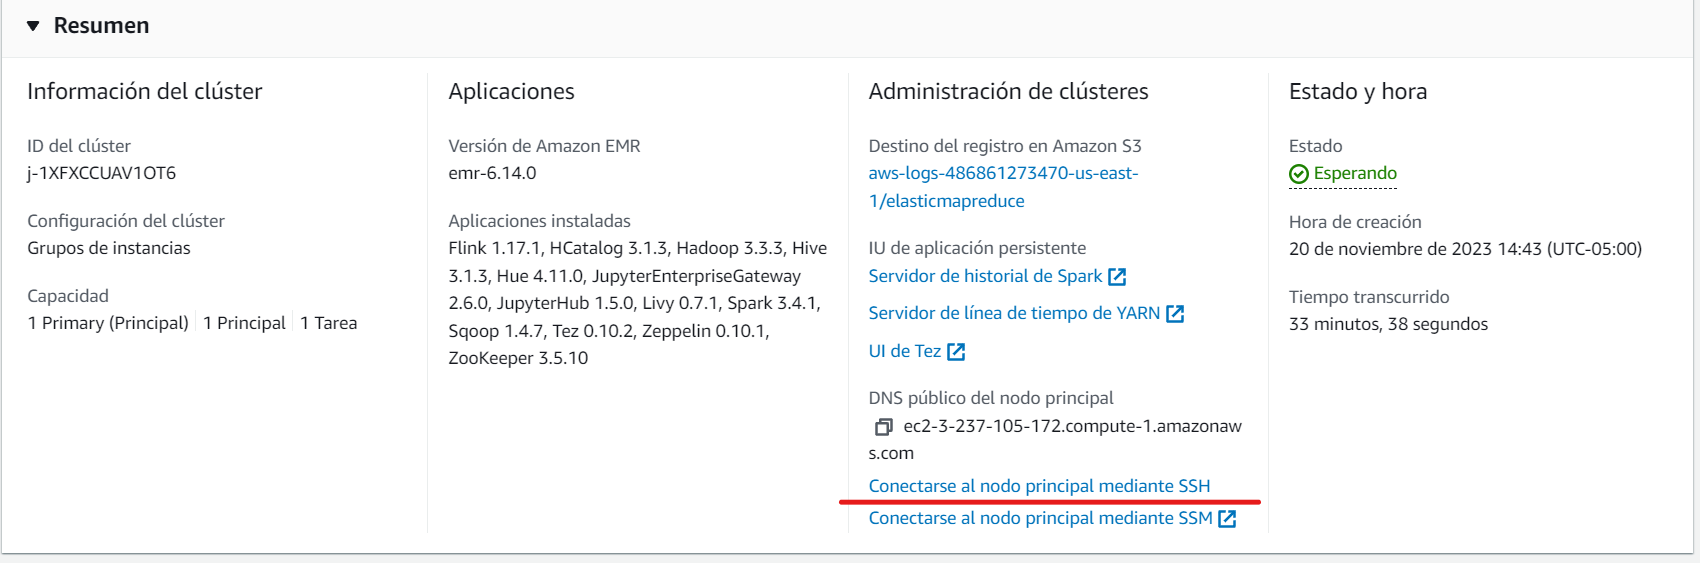 Resumen
Información del clúster
ID del clúster
j-1XFXCCUAV1OT6
Configuración del clúster
Grupos de instancias
Capacidad
1 Primary (Principal) 1 Principal 1 Tarea
Aplicaciones
Versión de Amazon EMR
emr-6.14.0
Aplicaciones instaladas
Flink 1.17.1, HCatalog 3.1.3, Hadoop 3.3.3, Hive
3.1.3, Hue 4.11.0, JupyterEnterpriseGateway
2.6.0, JupyterHub 1.5.0, Livy 0.7.1, Spark 3.4.1,
Sqoop 1.4.7, Tez 0.10.2, Zeppelin 0.10.1,
ZooKeeper 3.5.10
Administración de clústeres
Destino del registro en Amazon S3
aws-logs-486861273470-us-east-
1/elasticmapreduce
IU de aplicación persistente
Servidor de historial de Spark
Servidor de línea de tiempo de YARN
UI de Tez
DNS público del nodo principal
ec2-3-237-105-172.compute-1.amazonaw
s.com
Conectarse al nodo principal mediante SSH
Conectarse al nodo principal mediante SSM
Estado y hora
Estado
Esperando
Hora de creación
20 de noviembre de 2023 14:43 (UTC-05:00)
Tiempo transcurrido
33 minutos, 38 segundos